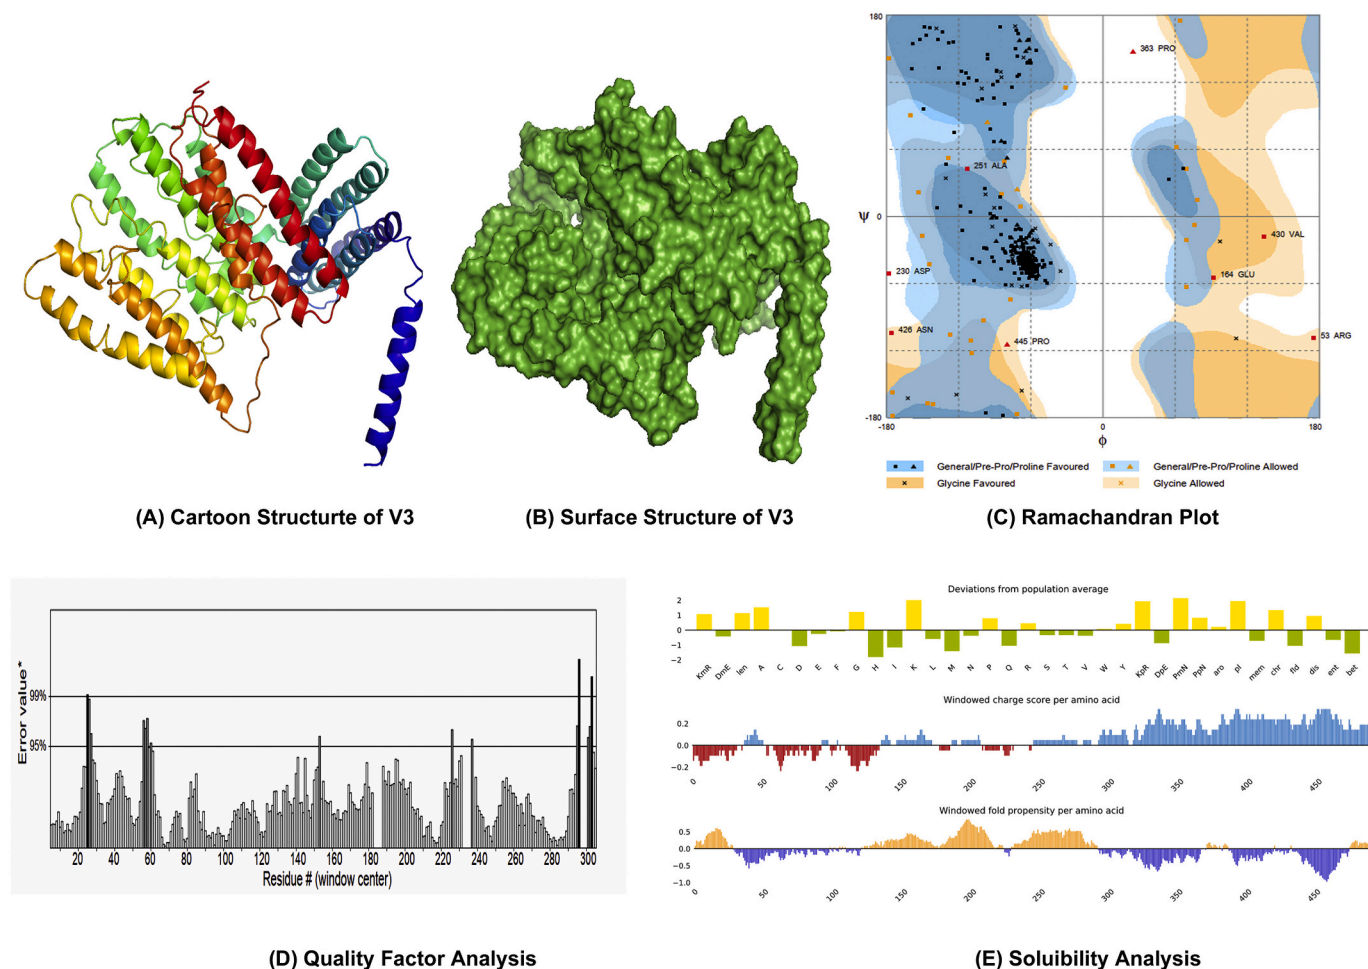 180
363 PRO
251 ALA
ψ 0
430 VAL
230 ASP
164 GLU
426 ASN
445 PRO
53 ARG
-180
-180 0 180
ϕ
General/Pre-Pro/Proline Favoured General/Pre-Pro/Proline Allowed
Glycine Favoured Glycine Allowed
(A) Cartoon Structurte of V3 (B) Surface Structure of V3 (C) Ramachandran Plot
Error value*
99%
95%
20 40 60 80 100 120 140 160 180 200 220 240 260 280 300
Residue # (window center)
Deviations from population average
2
1
0
−1
−2
KmR DmE len A C D E F G H I K L M N P Q R S T V W Y KpR DpE PmN PpN aro pI mem chr fld dis ent bet
Windowed charge score per amino acid
0.2
0.0
−0.2
0 50 100 150 200 250 300 350 400 450
Windowed fold propensity per amino acid
0.5
0.0
−0.5
−1.0
0 50 100 150 200 250 300 350 400 450
(D) Quality Factor Analysis (E) Soluibility Analysis